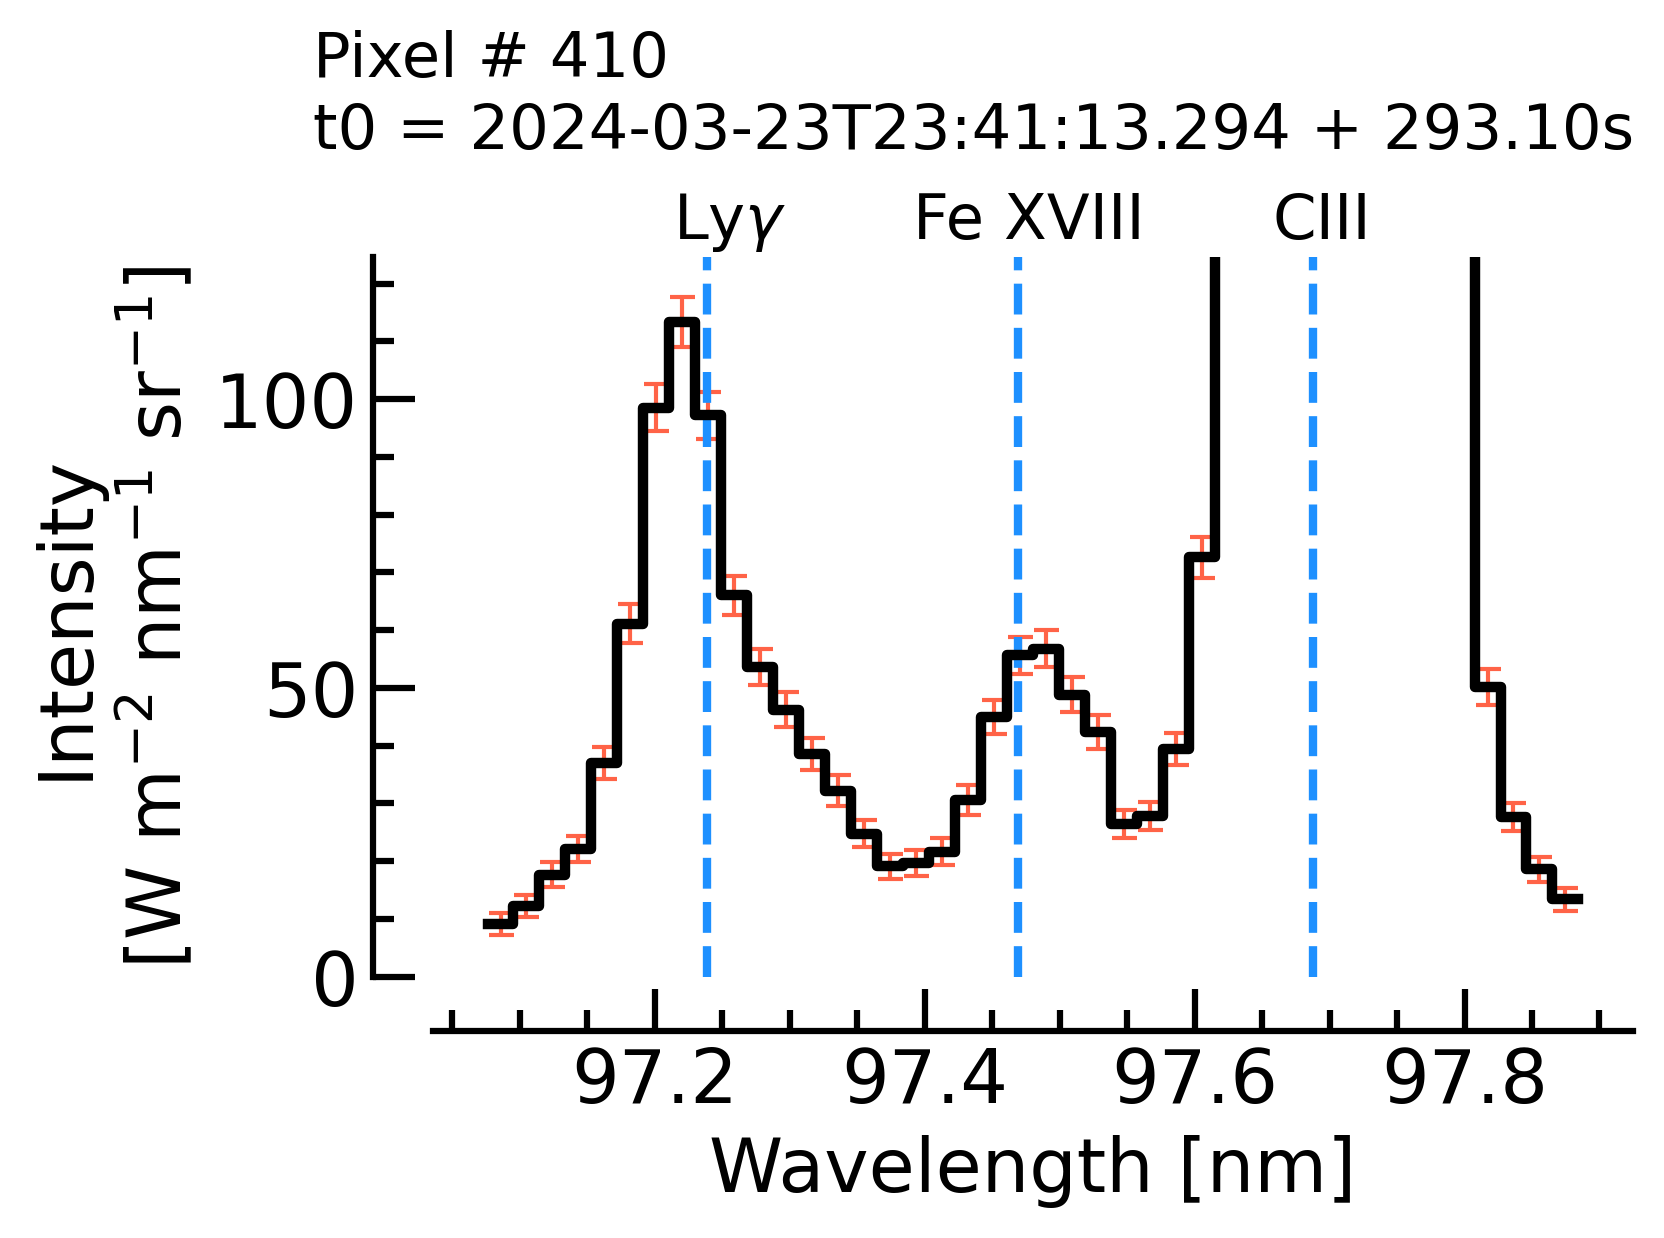 Pixel # 410
t0 = 2024-03-23T23:41:13.294 + 293.10s
Lyγ Fe XVIII CIII
Intensity
[W m⁻² nm⁻¹ sr⁻¹]
100
50
0
97.2 97.4 97.6 97.8
Wavelength [nm]